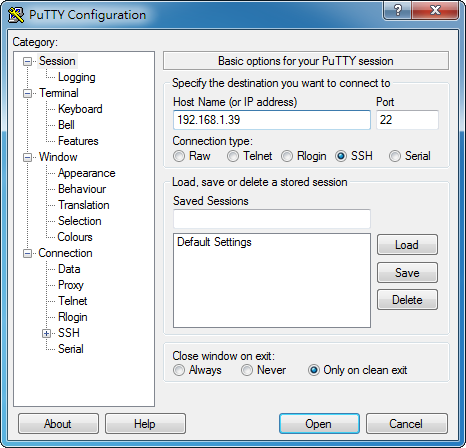 PuTTY Configuration
Category:
Session
Logging
Terminal
Keyboard
Bell
Features
Window
Appearance
Behaviour
Translation
Selection
Colours
Connection
Data
Proxy
Telnet
Rlogin
SSH
Serial
Basic options for your PuTTY session
Specify the destination you want to connect to
Host Name (or IP address) Port
192.168.1.39 22
Connection type:
Raw Telnet Rlogin SSH Serial
Load, save or delete a stored session
Saved Sessions
Default Settings
Load
Save
Delete
Close window on exit:
Always Never Only on clean exit
About Help Open Cancel